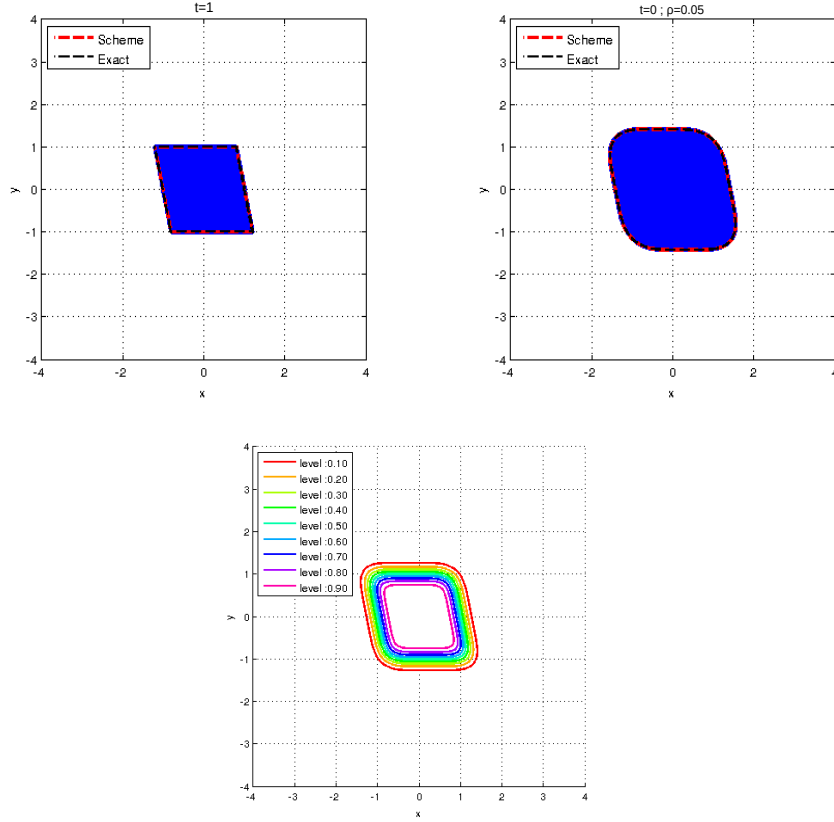 t=1
Scheme
Exact
4
3
2
1
0
-1
-2
-3
-4
y
-4
-2
0
2
4
x
t=0 ; ρ=0.05
Scheme
Exact
4
3
2
1
0
-1
-2
-3
-4
y
-4
-2
0
2
4
x
level :0.10
level :0.20
level :0.30
level :0.40
level :0.50
level :0.60
level :0.70
level :0.80
level :0.90
4
3
2
1
0
-1
-2
-3
-4
y
-4
-3
-2
-1
0
1
2
3
4
x